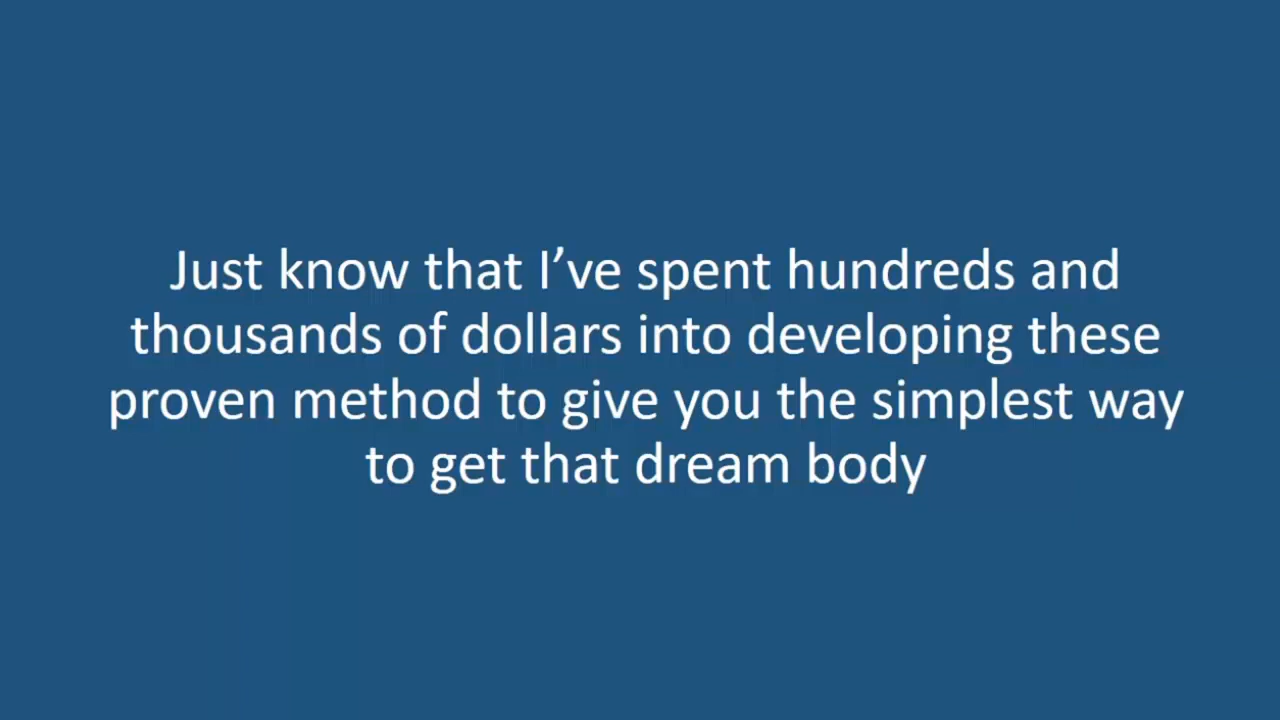 Just know that I’ve spent hundreds and
thousands of dollars into developing these
proven method to give you the simplest way
to get that dream body